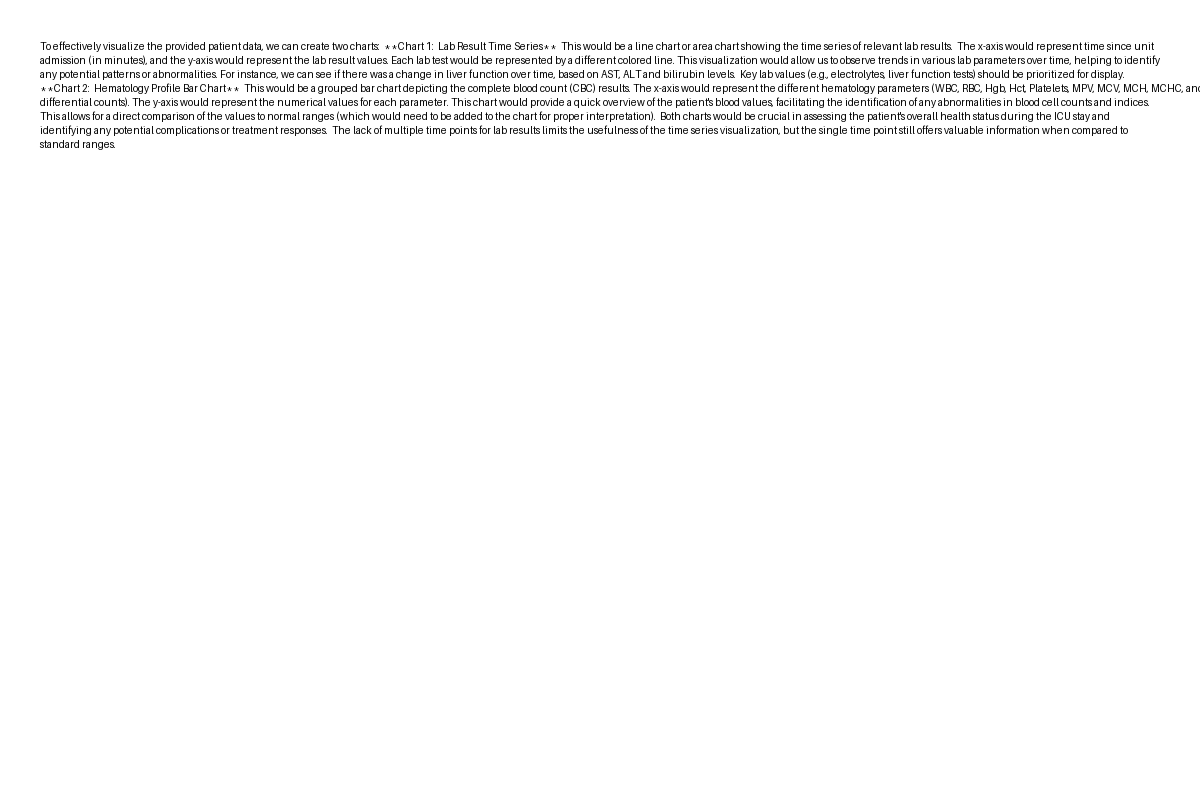 To effectively visualize the provided patient data, we can create two charts:  **Chart 1:  Lab Result Time Series**  This would be a line chart or area chart showing the time series of relevant lab results.  The x-axis would represent time since unit
admission (in minutes), and the y-axis would represent the lab result values. Each lab test would be represented by a different colored line. This visualization would allow us to observe trends in various lab parameters over time, helping to identify
any potential patterns or abnormalities. For instance, we can see if there was a change in liver function over time, based on AST, ALT and bilirubin levels.  Key lab values (e.g., electrolytes, liver function tests) should be prioritized for display.
**Chart 2:  Hematology Profile Bar Chart**  This would be a grouped bar chart depicting the complete blood count (CBC) results. The x-axis would represent the different hematology parameters (WBC, RBC, Hgb, Hct, Platelets, MPV, MCV, MCH, MCHC, and
differential counts). The y-axis would represent the numerical values for each parameter. This chart would provide a quick overview of the patient's blood values, facilitating the identification of any abnormalities in blood cell counts and indices.
This allows for a direct comparison of the values to normal ranges (which would need to be added to the chart for proper interpretation).  Both charts would be crucial in assessing the patient's overall health status during the ICU stay and
identifying any potential complications or treatment responses.  The lack of multiple time points for lab results limits the usefulness of the time series visualization, but the single time point still offers valuable information when compared to
standard ranges.